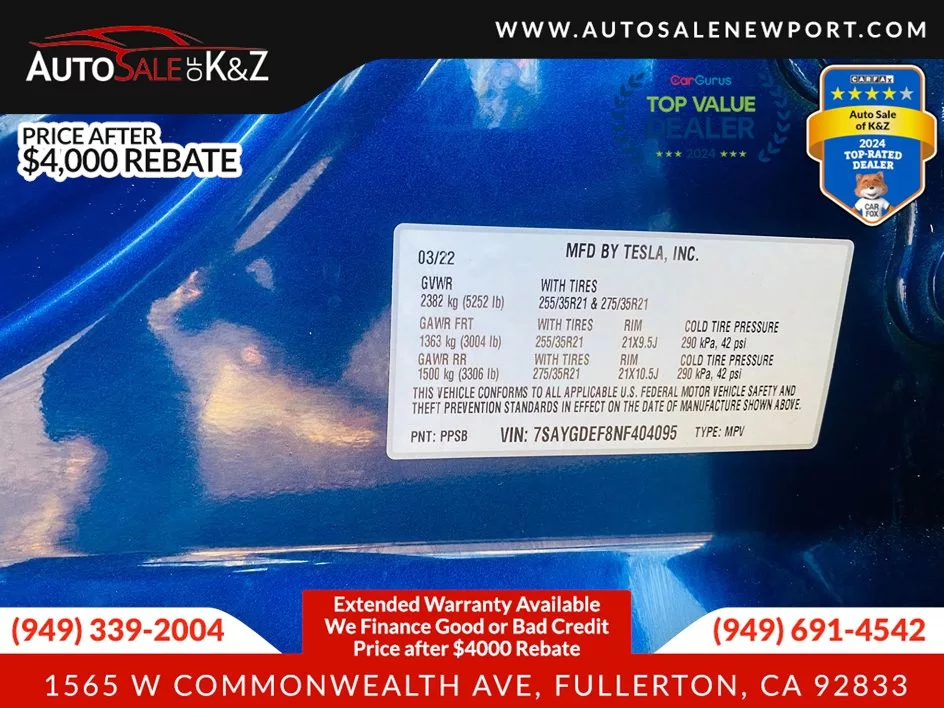 WWW.AUTOSALENEWPORT.COM
AUTO SALE OF K&Z
PRICE AFTER
$4,000 REBATE
CarGurus
TOP VALUE
DEALER
★★★ 2024 ★★★
CARFAX
Auto Sale
of K&Z
2024
TOP-RATED
DEALER
CAR
FOX
03/22
MFD BY TESLA, INC.
GVWR WITH TIRES
2382 kg (5252 lb) 255/35R21 & 275/35R21
GAWR FRT WITH TIRES RIM COLD TIRE PRESSURE
1363 kg (3004 lb) 255/35R21 21X9.5J 290 kPa, 42 psi
GAWR RR WITH TIRES RIM COLD TIRE PRESSURE
1500 kg (3306 lb) 275/35R21 21X10.5J 290 kPa, 42 psi
THIS VEHICLE CONFORMS TO ALL APPLICABLE U.S. FEDERAL MOTOR VEHICLE SAFETY AND
THEFT PREVENTION STANDARDS IN EFFECT ON THE DATE OF MANUFACTURE SHOWN ABOVE.
PNT: PPSB VIN: 7SAYGDEF8NF404095 TYPE: MPV
(949) 339-2004
Extended Warranty Available
We Finance Good or Bad Credit
Price after $4000 Rebate
(949) 691-4542
1565 W COMMONWEALTH AVE, FULLERTON, CA 92833